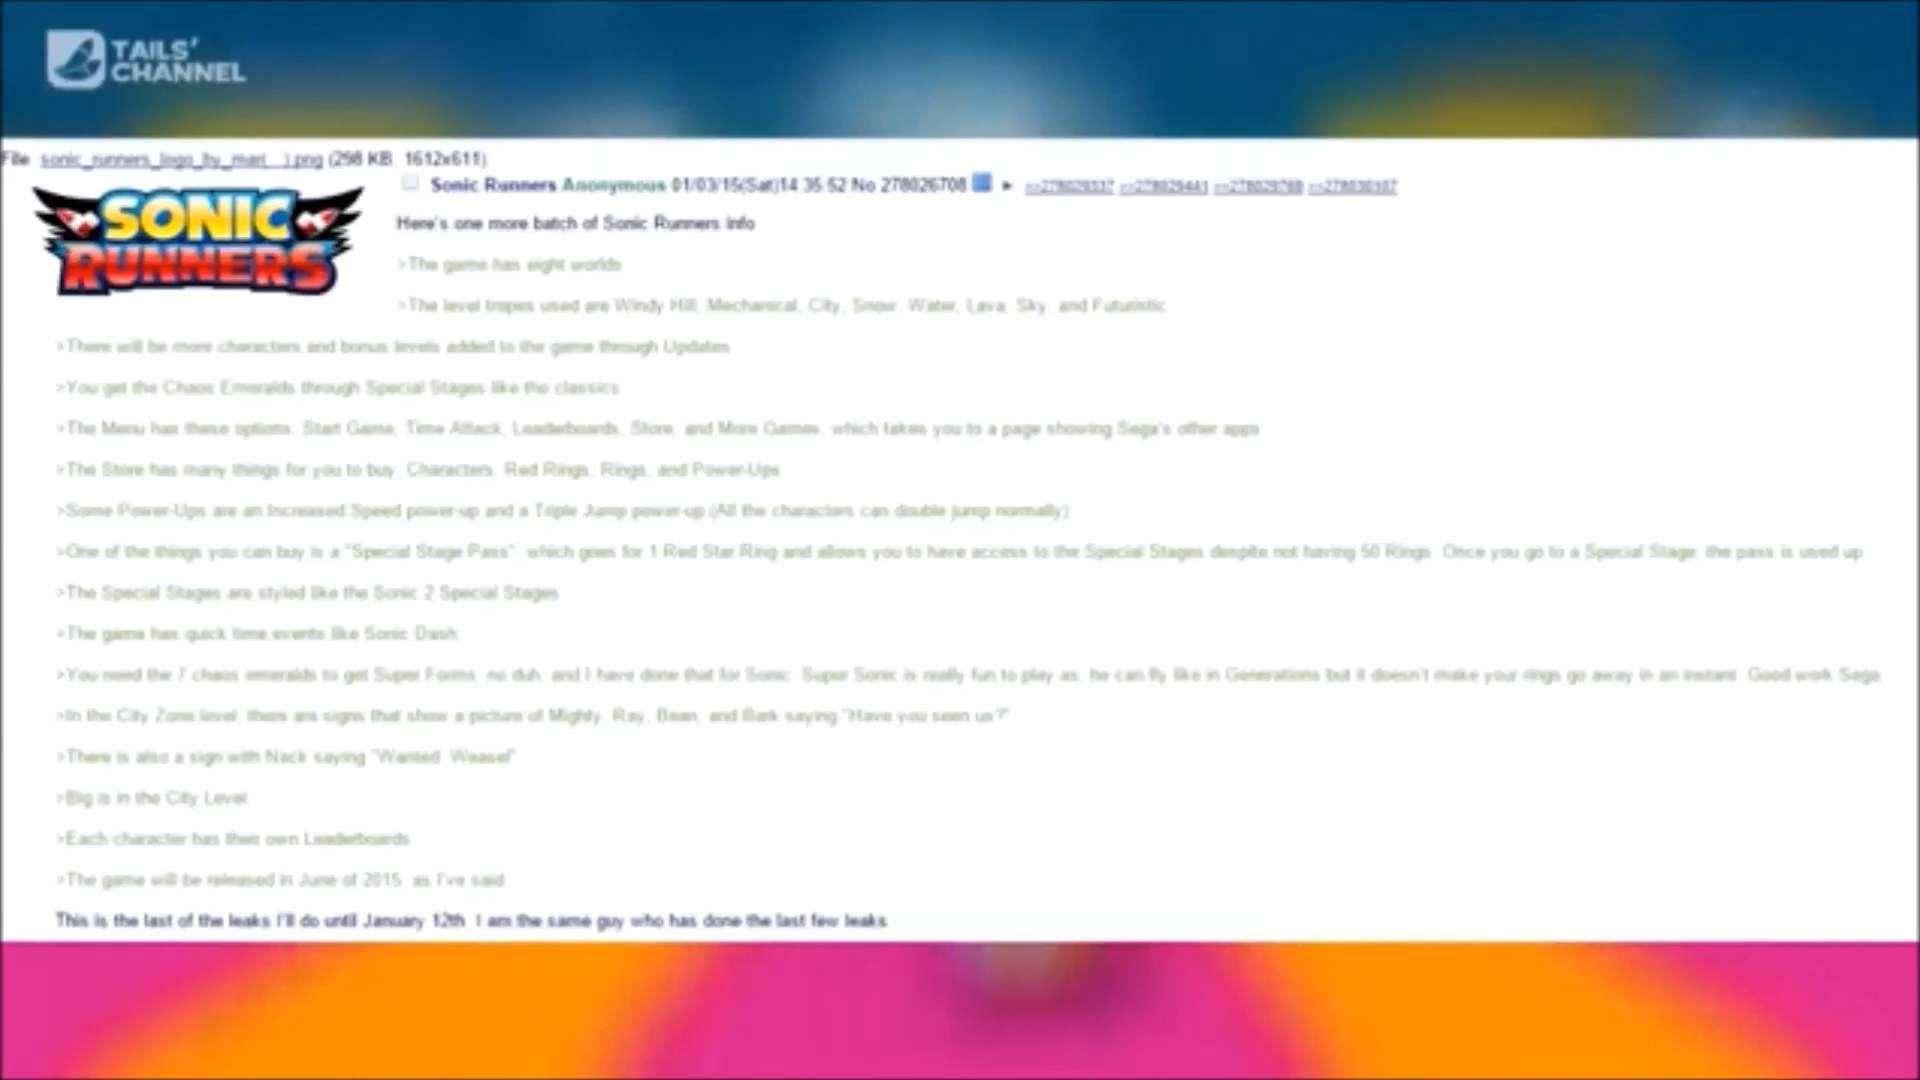 TAILS'
CHANNEL
File sonic_runners_logo_by_mar(...).png (298 KB 1612x611)
SONIC
RUNNERS
Sonic Runners Anonymous 01/03/15(Sat)14 35 52 No 278026708 ▶ >>278029441 >>278030107
Here's one more batch of Sonic Runners info
>The game has eight worlds
>The level tropes used are Windy Hill, Mechanical, City, Snow Water, Lava, Sky and Futuristic
>There will be more characters and bonus levels added to the game through Updates
>You get the Chaos Emeralds through Special Stages like the classics
>The Menu has these options Start Game, Time Attack, Leaderboards, Store, and More Games, which takes you to a page showing Sega's other apps
>The Store has many things for you to buy Characters, Red Rings, Rings, and Power-Ups
>Some Power-Ups are an Increased Speed power-up and a Triple Jump power-up (All the characters can double jump normally)
>One of the things you can buy is a "Special Stage Pass" which goes for 1 Red Star Ring and allows you to have access to the Special Stages despite not having 50 Rings Once you go to a Special Stage, the pass is used up
>The Special Stages are styled like the Sonic 2 Special Stages
>The game has quick time events like Sonic Dash
>You need the 7 chaos emeralds to get Super Forms, no duh, and I have done that for Sonic Super Sonic is really fun to play as, he can fly like in Generations but it doesn't make your rings go away in an instant Good work Sega
>In the City Zone level, there are signs that show a picture of Mighty, Ray, Bean, and Bark saying "Have you seen us?"
>There is also a sign with Nack saying "Wanted Weasel"
>Big is in the City Level
>Each character has their own Leaderboards
>The game will be released in June of 2015 as I've said
This is the last of the leaks I'll do until January 12th I am the same guy who has done the last few leaks